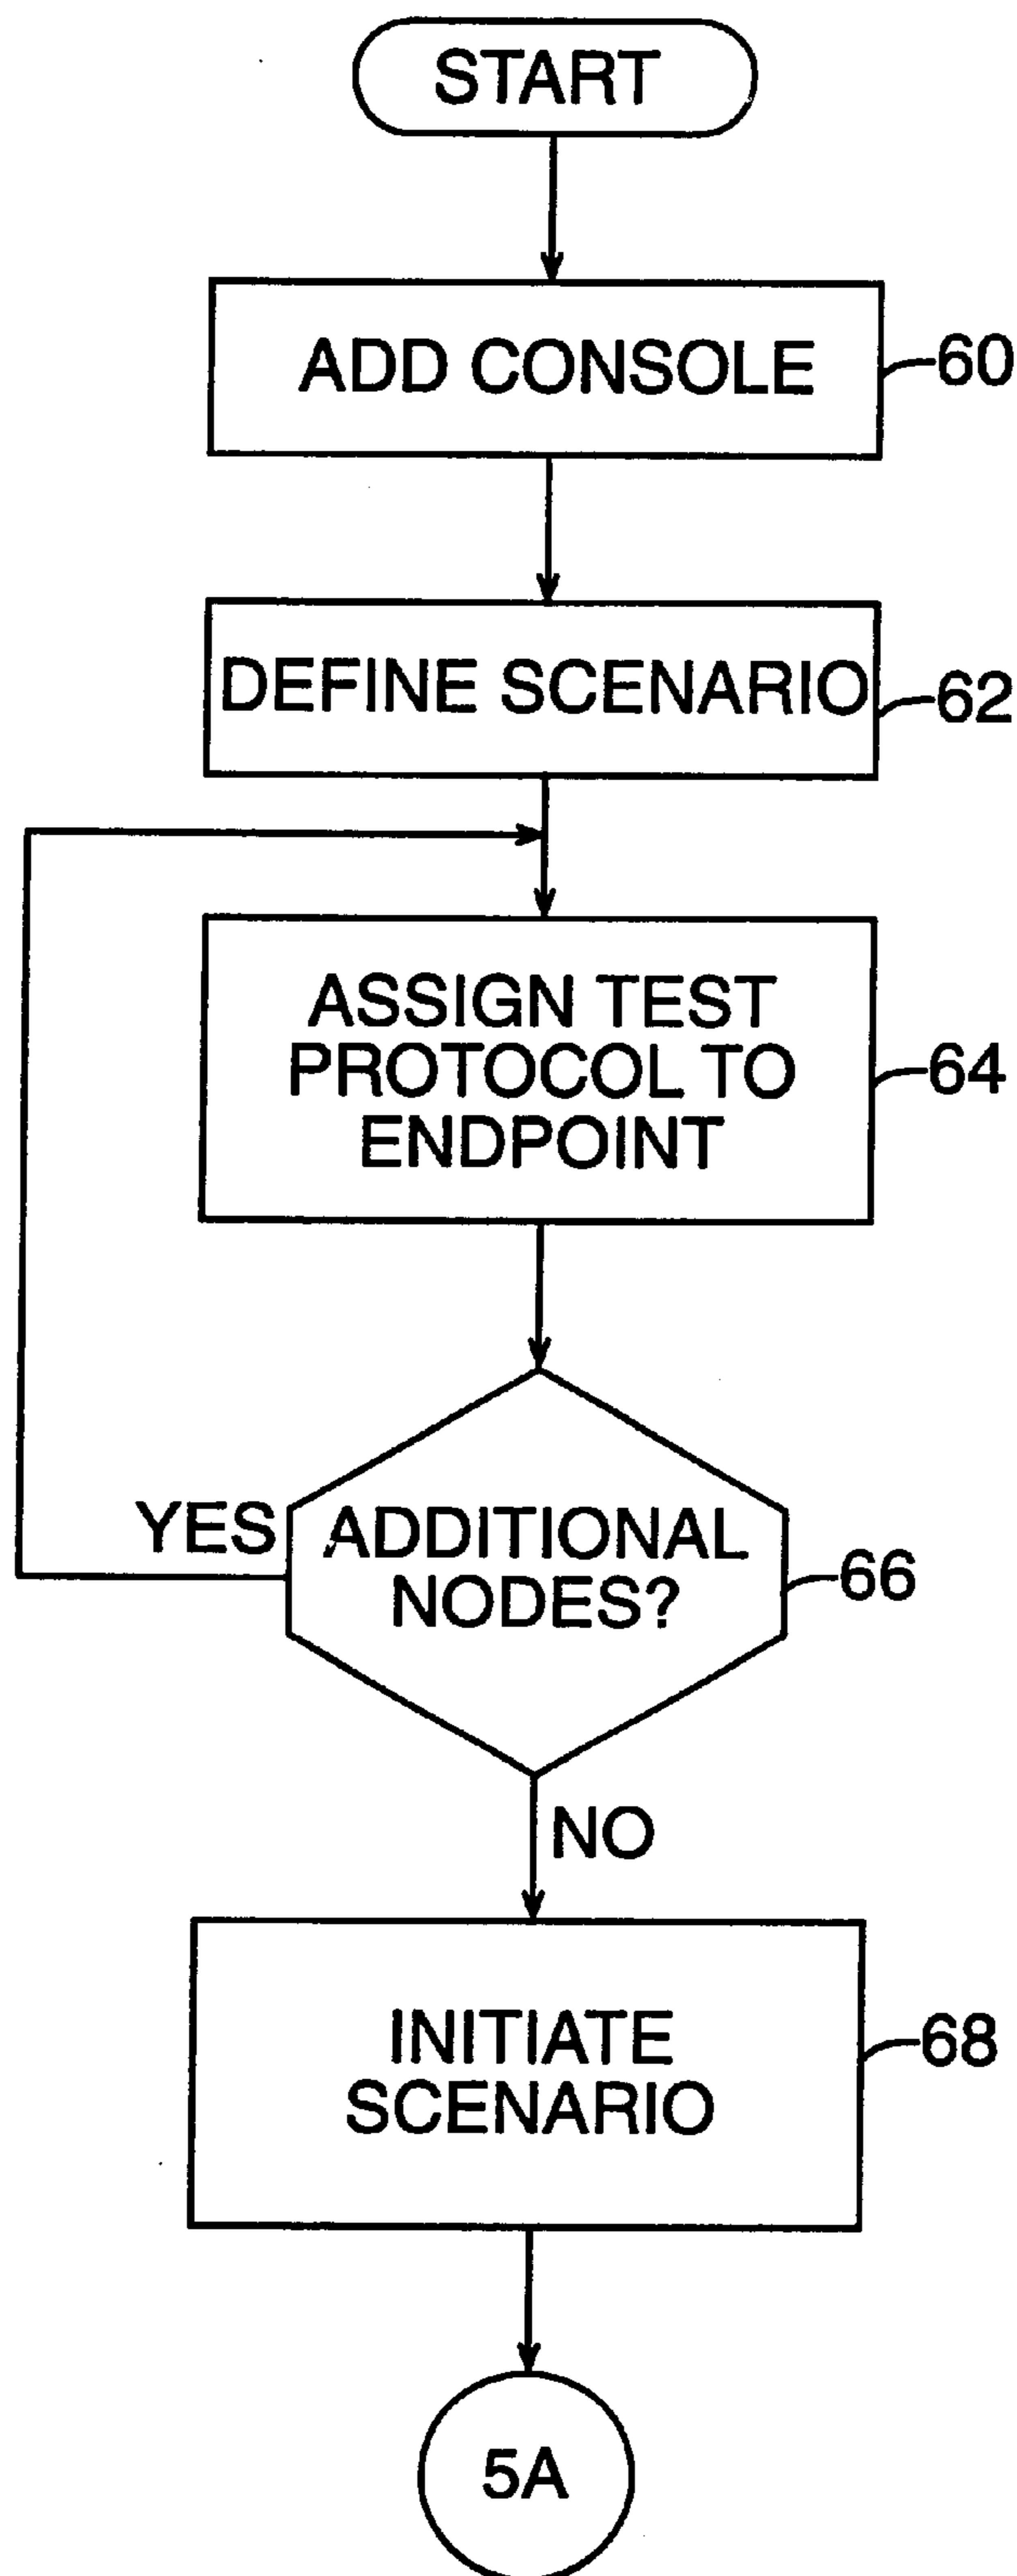 START
ADD CONSOLE
60
DEFINE SCENARIO
62
ASSIGN TEST
PROTOCOL TO
ENDPOINT
64
YES
ADDITIONAL
NODES?
66
NO
INITIATE
SCENARIO
68
5A